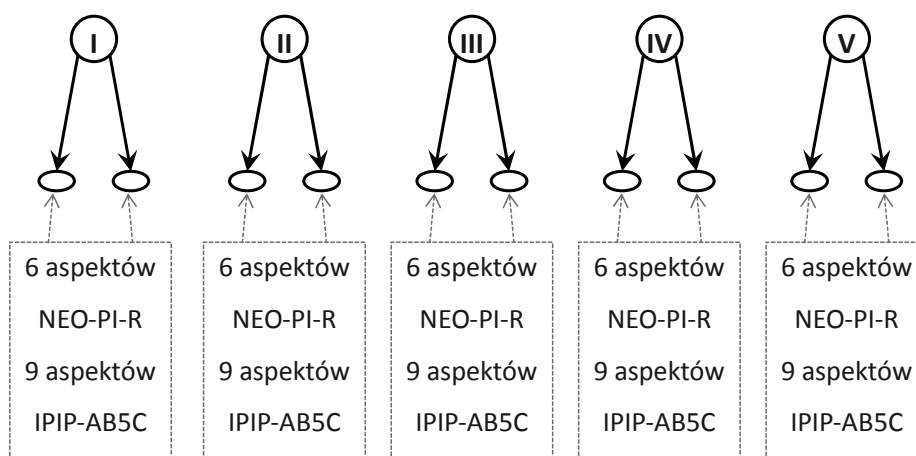 I II III IV V
6 aspektów 6 aspektów 6 aspektów 6 aspektów 6 aspektów
NEO-PI-R NEO-PI-R NEO-PI-R NEO-PI-R NEO-PI-R
9 aspektów 9 aspektów 9 aspektów 9 aspektów 9 aspektów
IPIP-AB5C IPIP-AB5C IPIP-AB5C IPIP-AB5C IPIP-AB5C